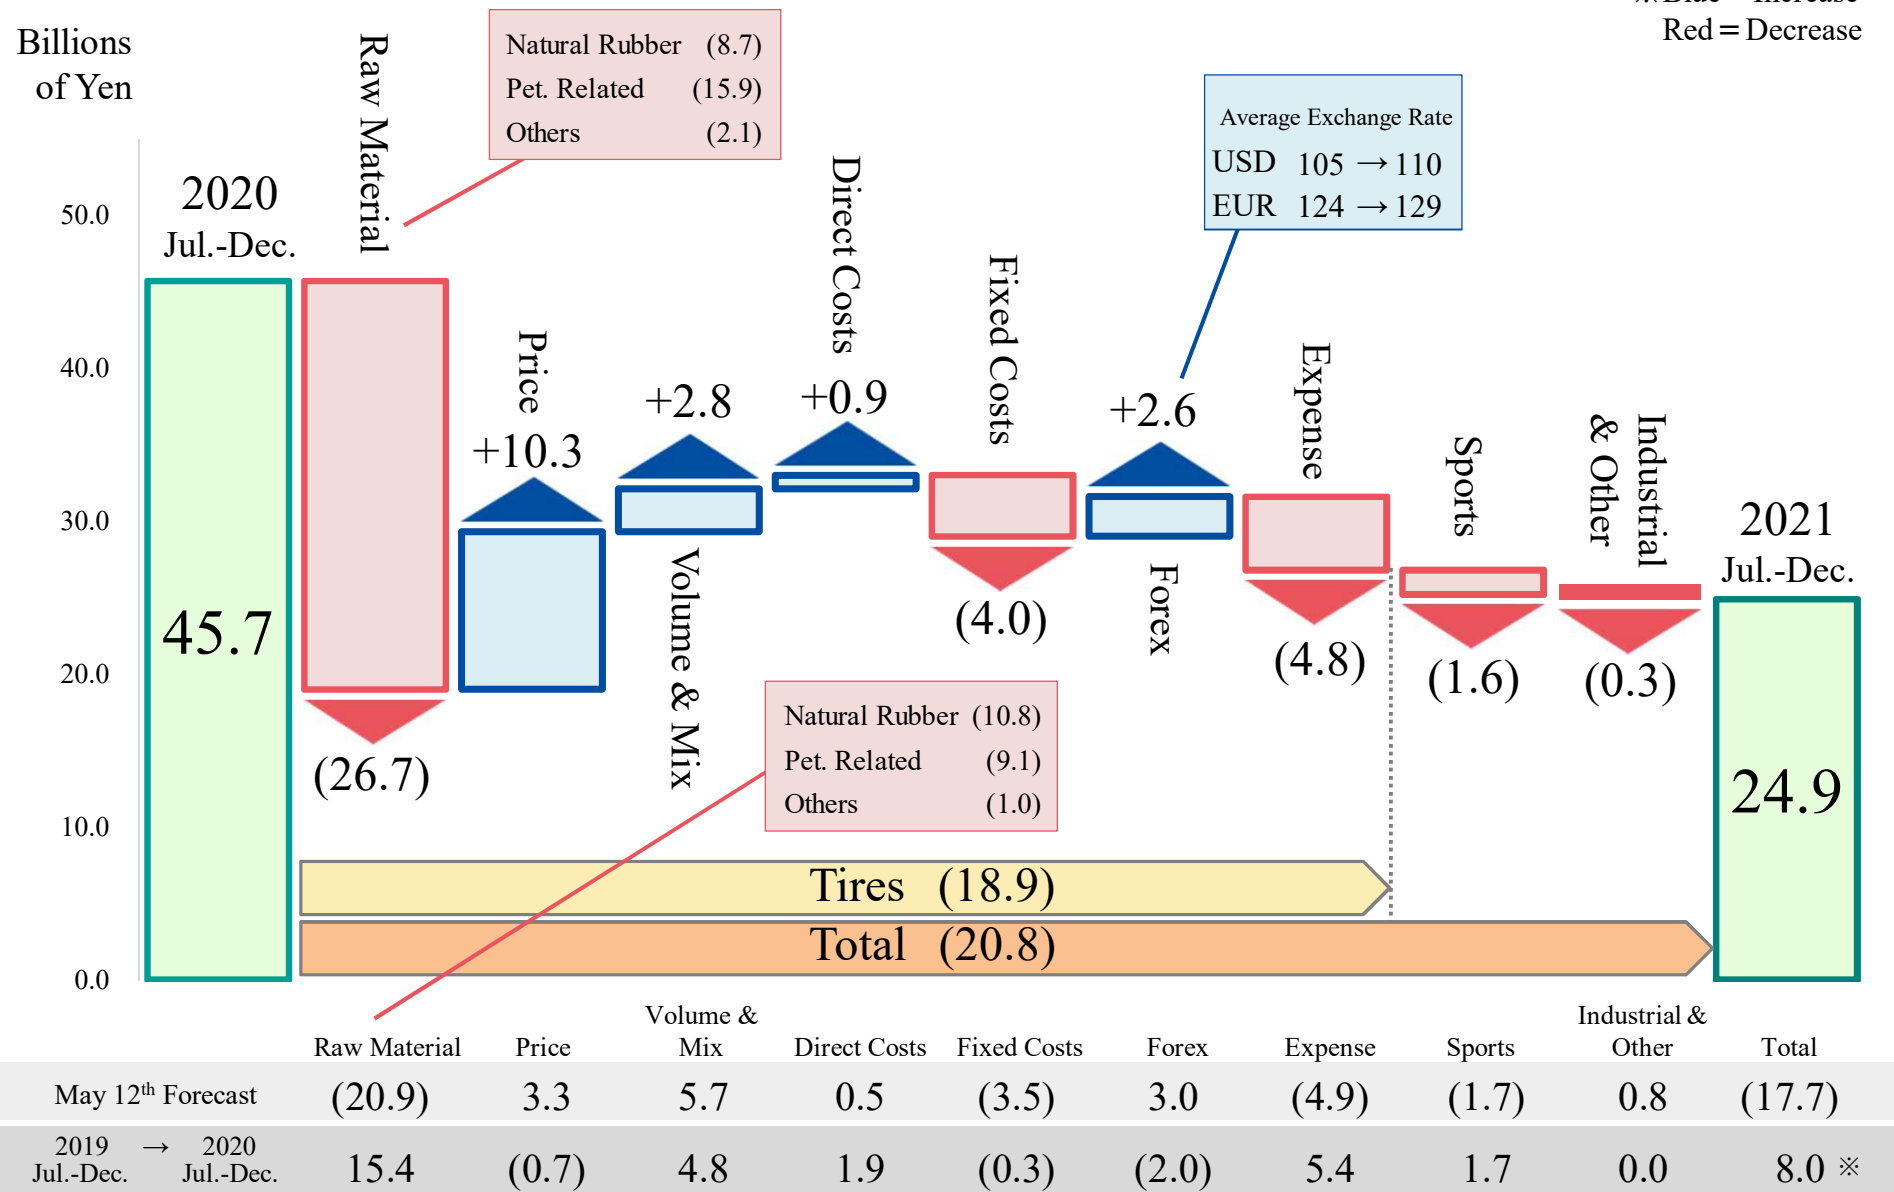 Red = Decrease
Billions
of Yen
Raw Material
Natural Rubber (8.7)
Pet. Related (15.9)
Others (2.1)
Average Exchange Rate
USD 105 → 110
EUR 124 → 129
2020
Jul.-Dec.
50.0
40.0
30.0
20.0
10.0
0.0
45.7
(26.7)
Price
+10.3
+2.8
Volume & Mix
Direct Costs
+0.9
Fixed Costs
(4.0)
+2.6
Forex
Expense
(4.8)
Sports
(1.6)
Industrial
& Other
(0.3)
2021
Jul.-Dec.
24.9
Natural Rubber (10.8)
Pet. Related (9.1)
Others (1.0)
Tires (18.9)
Total (20.8)
Raw Material Price Volume & Mix Direct Costs Fixed Costs Forex Expense Sports Industrial & Other Total
May 12th Forecast (20.9) 3.3 5.7 0.5 (3.5) 3.0 (4.9) (1.7) 0.8 (17.7)
2019 Jul.-Dec. → 2020 Jul.-Dec. 15.4 (0.7) 4.8 1.9 (0.3) (2.0) 5.4 1.7 0.0 8.0 ※